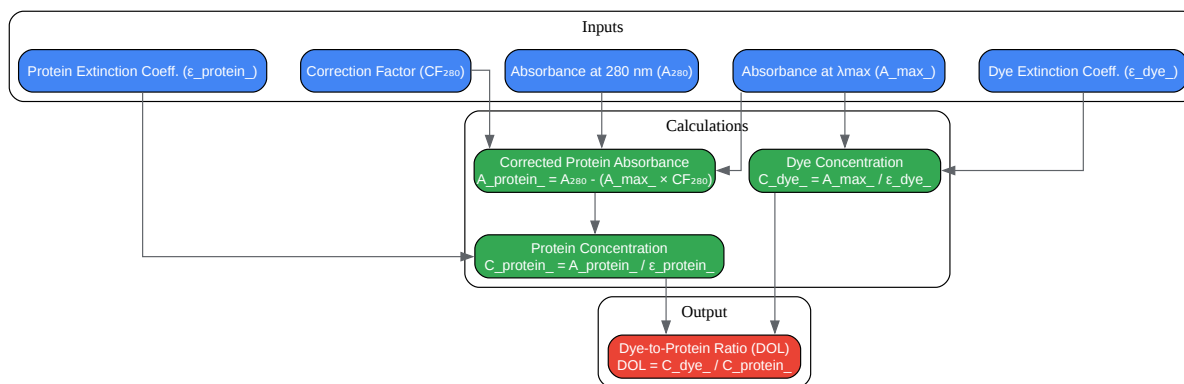 Inputs
Protein Extinction Coeff. (ε_protein_)
Correction Factor (CF₂₈₀)
Absorbance at 280 nm (A₂₈₀)
Absorbance at λmax (A_max_)
Dye Extinction Coeff. (ε_dye_)
Calculations
Corrected Protein Absorbance
A_protein_ = A₂₈₀ - (A_max_ × CF₂₈₀)
Dye Concentration
C_dye_ = A_max_ / ε_dye_
Protein Concentration
C_protein_ = A_protein_ / ε_protein_
Output
Dye-to-Protein Ratio (DOL)
DOL = C_dye_ / C_protein_